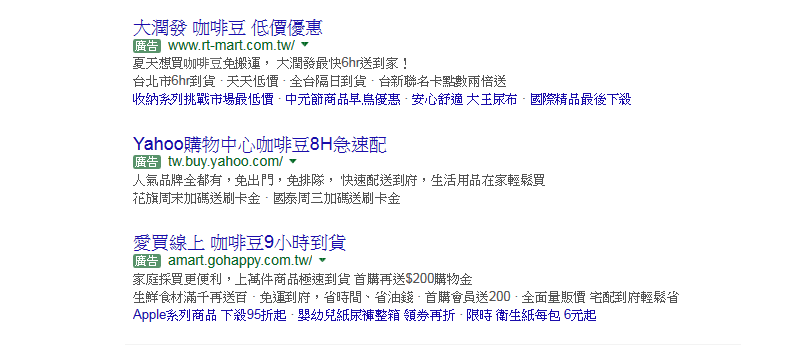 大潤發 咖啡豆 低價優惠
廣告 www.rt-mart.com.tw/
夏天想買咖啡豆免搬運， 大潤發最快6hr送到家！
台北市6hr到貨 · 天天低價 · 全台隔日到貨 · 台新聯名卡點數兩倍送
收納系列挑戰市場最低價 · 中元節商品早鳥優惠 · 安心舒適 大王尿布 · 國際精品最後下殺
Yahoo購物中心咖啡豆8H急速配
廣告 tw.buy.yahoo.com/
人氣品牌全都有，免出門，免排隊， 快速配送到府，生活用品在家輕鬆買
花旗周末加碼送刷卡金 · 國泰周三加碼送刷卡金
愛買線上 咖啡豆9小時到貨
廣告 amart.gohappy.com.tw/
家庭採買更便利，上萬件商品極速到貨 首購再送$200購物金
生鮮食材滿千再送百 · 免運到府，省時間、省油錢 · 首購會員送200 · 全面量販價 宅配到府輕鬆省
Apple系列商品 下殺95折起 · 嬰幼兒紙尿褲整箱 領券再折 · 限時 衛生紙每包 6元起